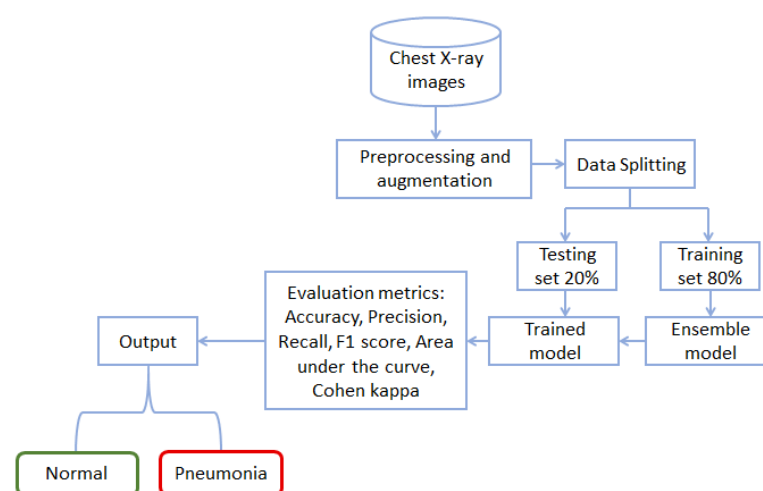 Chest X-ray
images
Preprocessing and
augmentation
Data Splitting
Testing
set 20%
Training
set 80%
Evaluation metrics:
Accuracy, Precision,
Recall, F1 score, Area
under the curve,
Cohen kappa
Output
Trained
model
Ensemble
model
Normal
Pneumonia